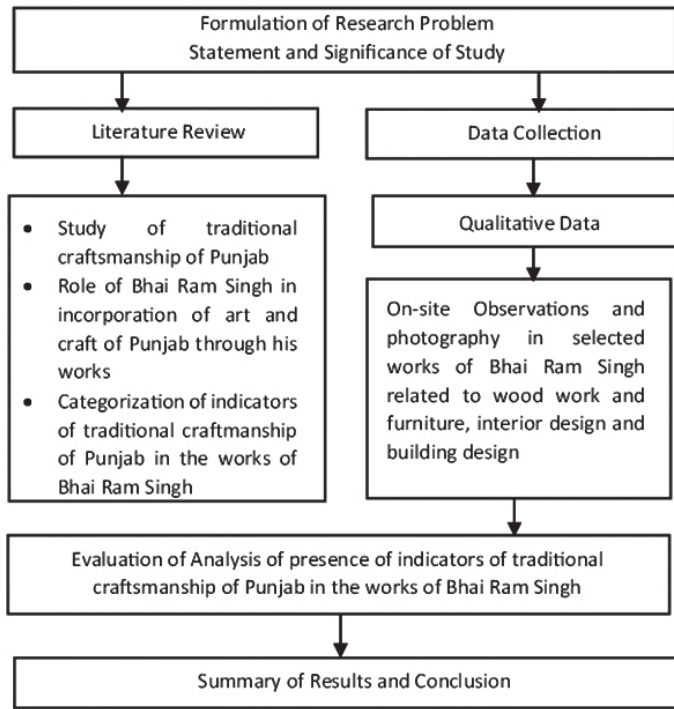 Formulation of Research Problem
Statement and Significance of Study
Literature Review
Data Collection
• Study of traditional
craftsmanship of Punjab
• Role of Bhai Ram Singh in
incorporation of art and
craft of Punjab through his
works
• Categorization of indicators
of traditional craftmanship
of Punjab in the works of
Bhai Ram Singh
Qualitative Data
On-site Observations and
photography in selected
works of Bhai Ram Singh
related to wood work and
furniture, interior design and
building design
Evaluation of Analysis of presence of indicators of traditional
craftsmanship of Punjab in the works of Bhai Ram Singh
Summary of Results and Conclusion